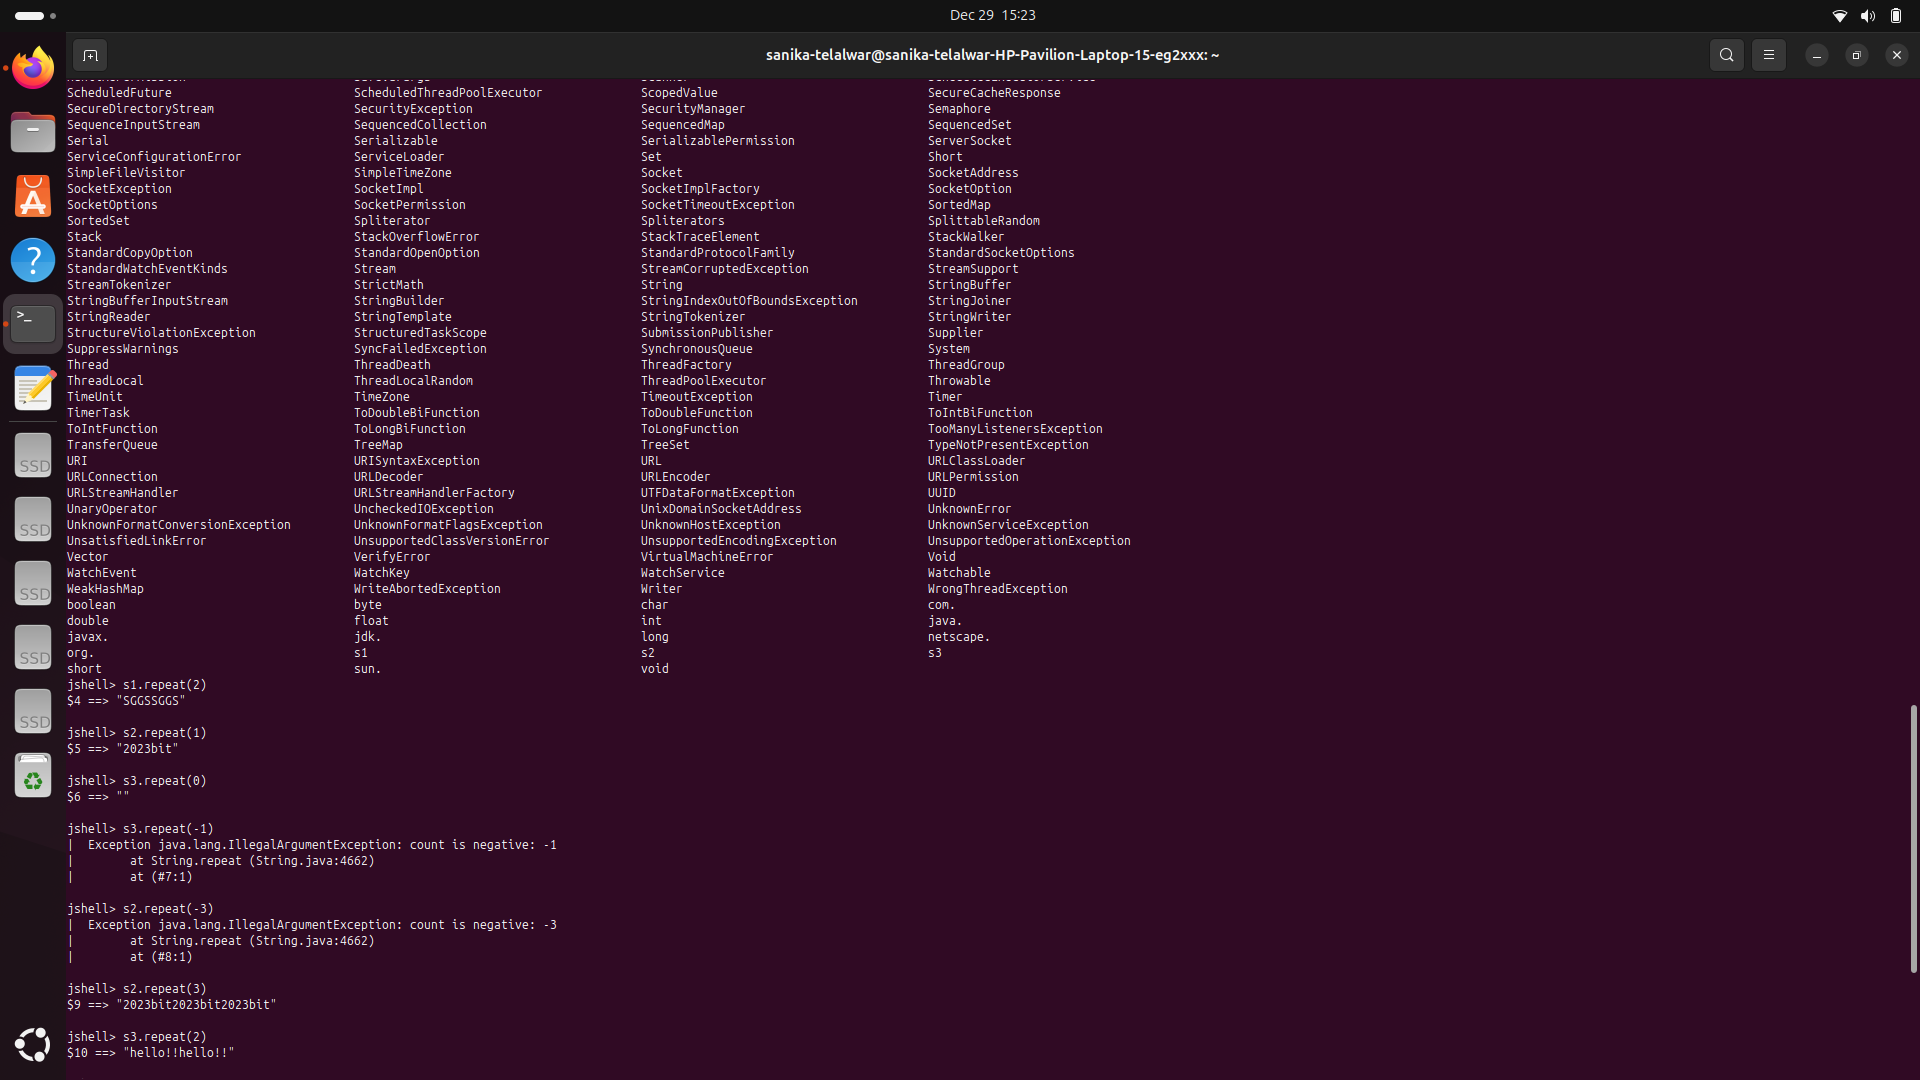 Dec 29 15:23
sanika-telalwar@sanika-telalwar-HP-Pavilion-Laptop-15-eg2xxx: ~
ScheduledFuture ScheduledThreadPoolExecutor ScopedValue SecureCacheResponse
SecureDirectoryStream SecurityException SecurityManager Semaphore
SequenceInputStream SequencedCollection SequencedMap SequencedSet
Serial Serializable SerializablePermission ServerSocket
ServiceConfigurationError ServiceLoader Set Short
SimpleFileVisitor SimpleTimeZone Socket SocketAddress
SocketException SocketImpl SocketImplFactory SocketOption
SocketOptions SocketPermission SocketTimeoutException SortedMap
SortedSet Spliterator Spliterators SplittableRandom
Stack StackOverflowError StackTraceElement StackWalker
StandardCopyOption StandardOpenOption StandardProtocolFamily StandardSocketOptions
StandardWatchEventKinds Stream StreamCorruptedException StreamSupport
StreamTokenizer StrictMath String StringBuffer
StringBufferInputStream StringBuilder StringIndexOutOfBoundsException StringJoiner
StringReader StringTemplate StringTokenizer StringWriter
StructureViolationException StructuredTaskScope SubmissionPublisher Supplier
SuppressWarnings SyncFailedException SynchronousQueue System
Thread ThreadDeath ThreadFactory ThreadGroup
ThreadLocal ThreadLocalRandom ThreadPoolExecutor Throwable
TimeUnit TimeZone TimeoutException Timer
TimerTask ToDoubleBiFunction ToDoubleFunction ToIntBiFunction
ToIntFunction ToLongBiFunction ToLongFunction TooManyListenersException
TransferQueue TreeMap TreeSet TypeNotPresentException
URI URISyntaxException URL URLClassLoader
URLConnection URLDecoder URLEncoder URLPermission
URLStreamHandler URLStreamHandlerFactory UTFDataFormatException UUID
UnaryOperator UncheckedIOException UnixDomainSocketAddress UnknownError
UnknownFormatConversionException UnknownFormatFlagsException UnknownHostException UnknownServiceException
UnsatisfiedLinkError UnsupportedClassVersionError UnsupportedEncodingException UnsupportedOperationException
Vector VerifyError VirtualMachineError Void
WatchEvent WatchKey WatchService Watchable
WeakHashMap WriteAbortedException Writer WrongThreadException
boolean byte char com.
double float int java.
javax. jdk. long netscape.
org. s1 s2 s3
short sun. void
jshell> s1.repeat(2)
$4 ==> "SGGSSGGS"
jshell> s2.repeat(1)
$5 ==> "2023bit"
jshell> s3.repeat(0)
$6 ==> ""
jshell> s3.repeat(-1)
|  Exception java.lang.IllegalArgumentException: count is negative: -1
|        at String.repeat (String.java:4662)
|        at (#7:1)
jshell> s2.repeat(-3)
|  Exception java.lang.IllegalArgumentException: count is negative: -3
|        at String.repeat (String.java:4662)
|        at (#8:1)
jshell> s2.repeat(3)
$9 ==> "2023bit2023bit2023bit"
jshell> s3.repeat(2)
$10 ==> "hello!!hello!!"
SSD
SSD
SSD
SSD
SSD